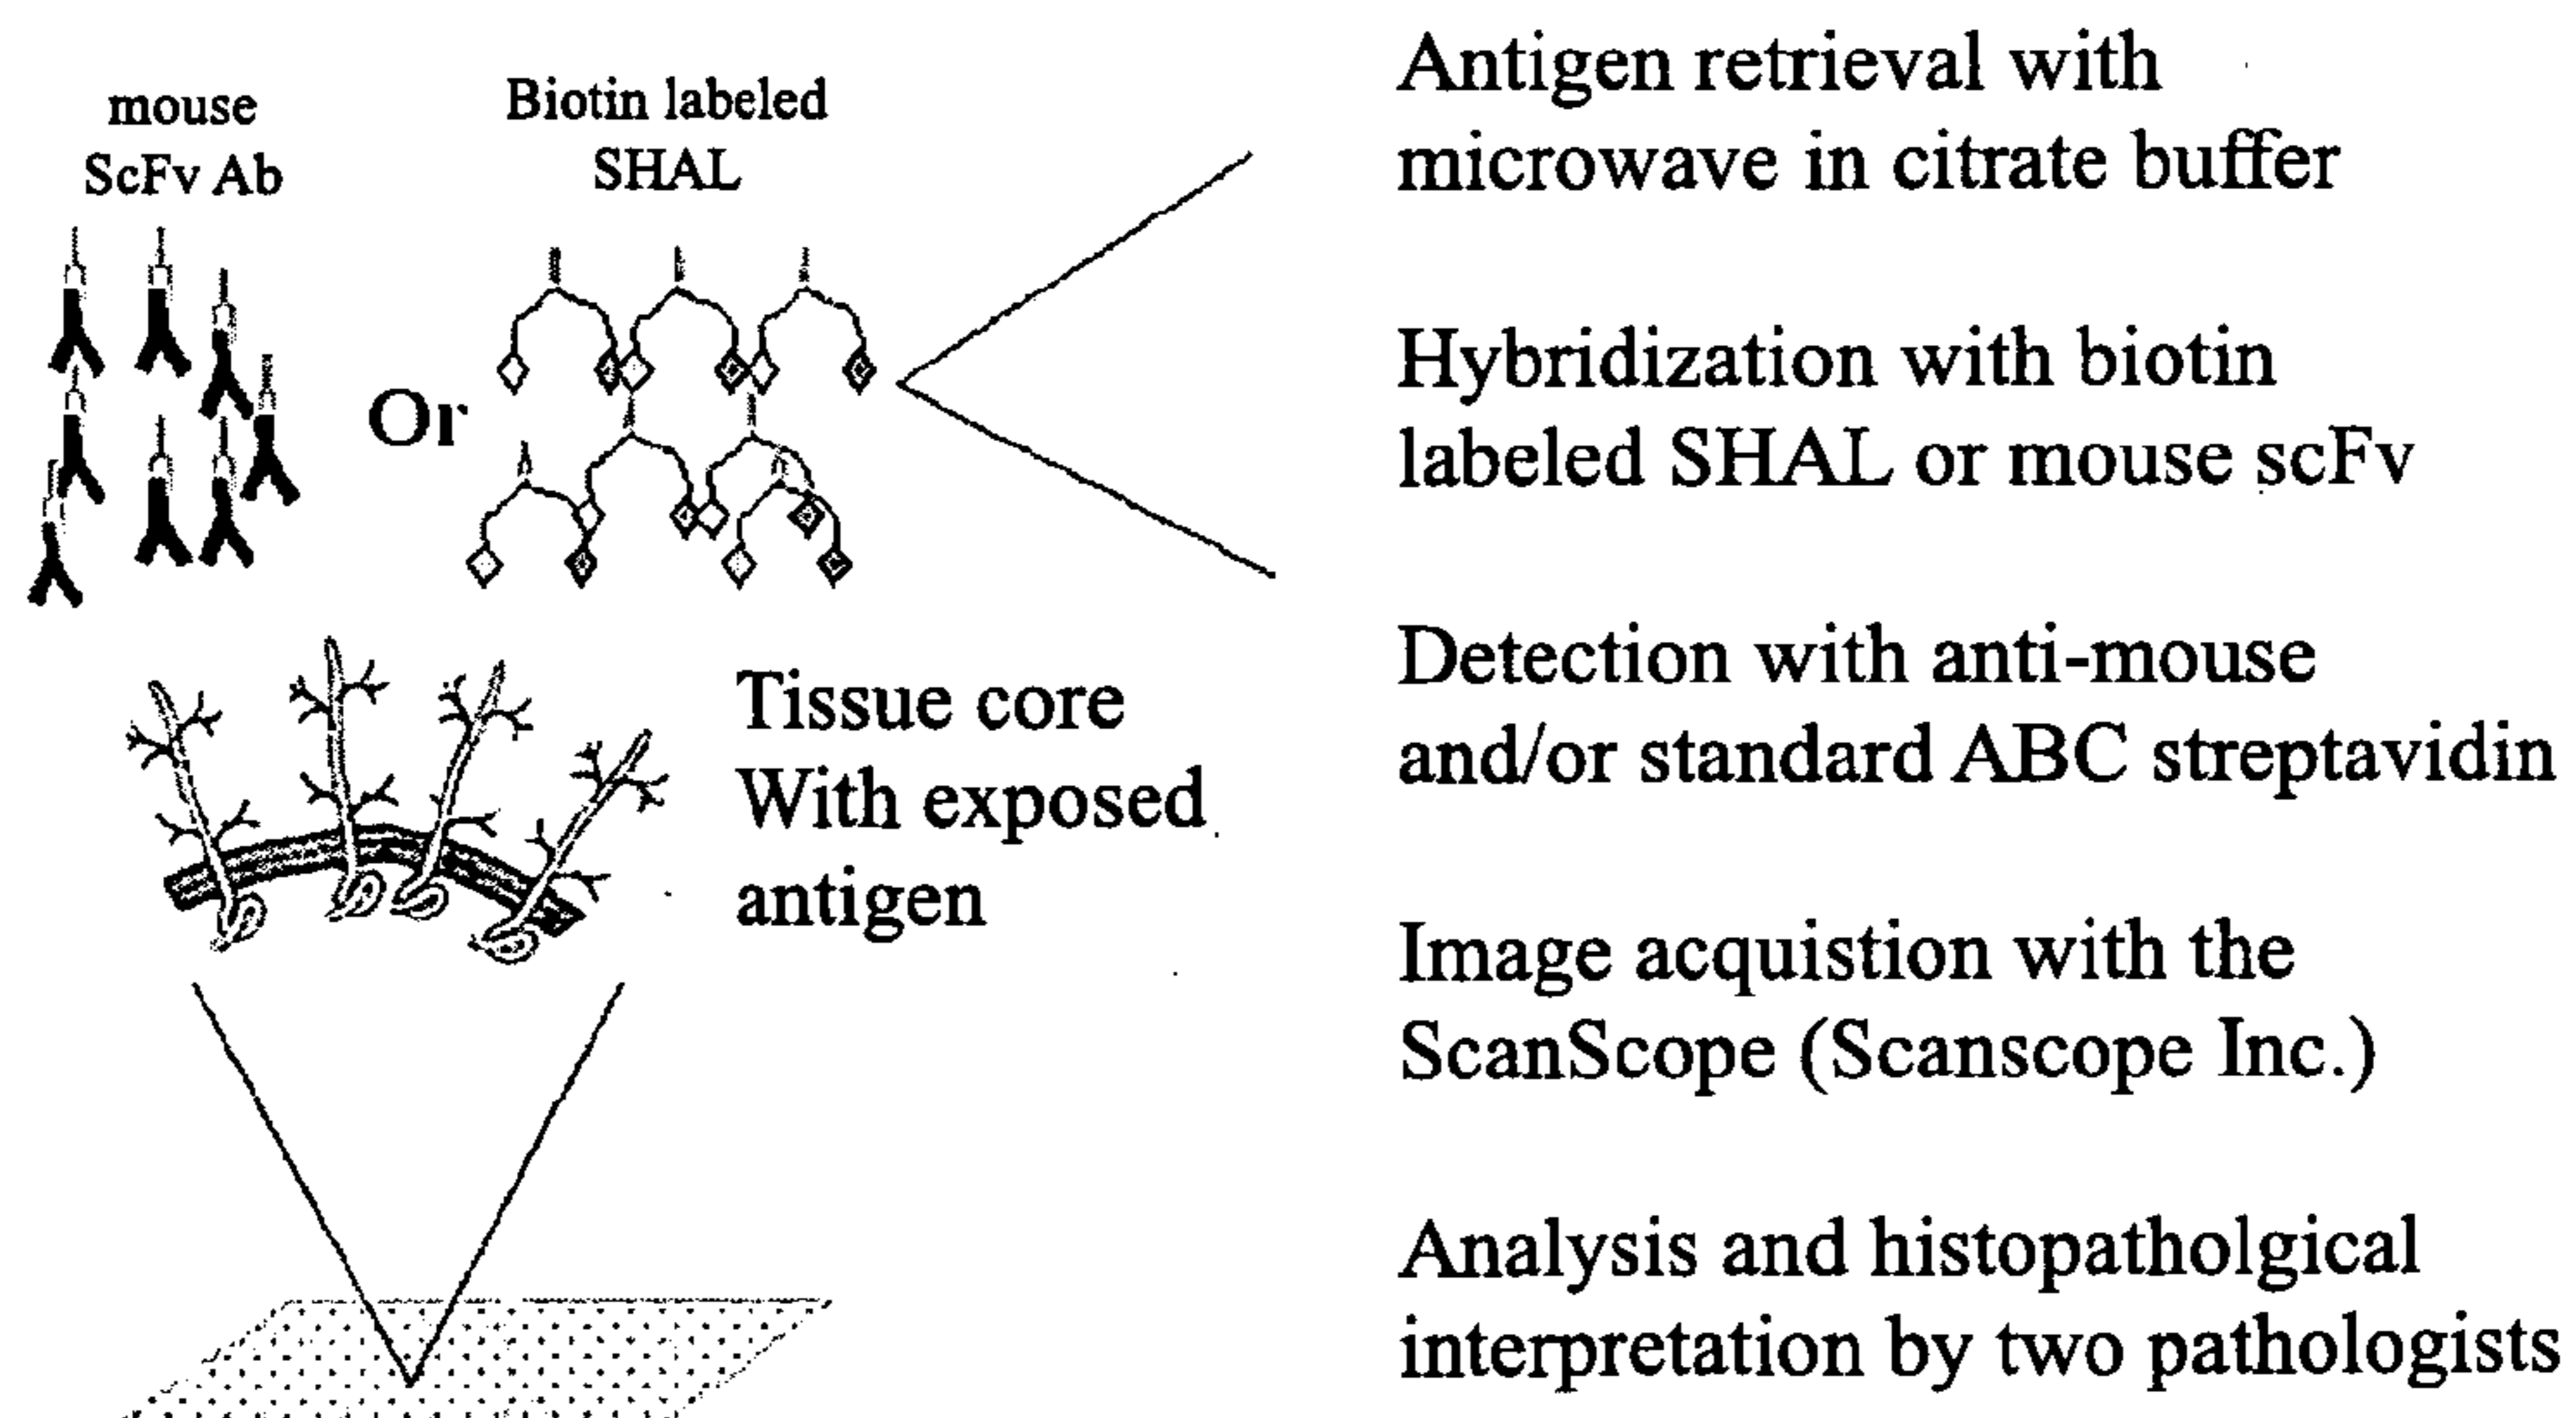 mouse
ScFv Ab
Biotin labeled
SHAL
Or
Tissue core
With exposed
antigen
Antigen retrieval with
microwave in citrate buffer
Hybridization with biotin
labeled SHAL or mouse scFv
Detection with anti-mouse
and/or standard ABC streptavidin
Image acquistion with the
ScanScope (Scanscope Inc.)
Analysis and histopatholgical
interpretation by two pathologists